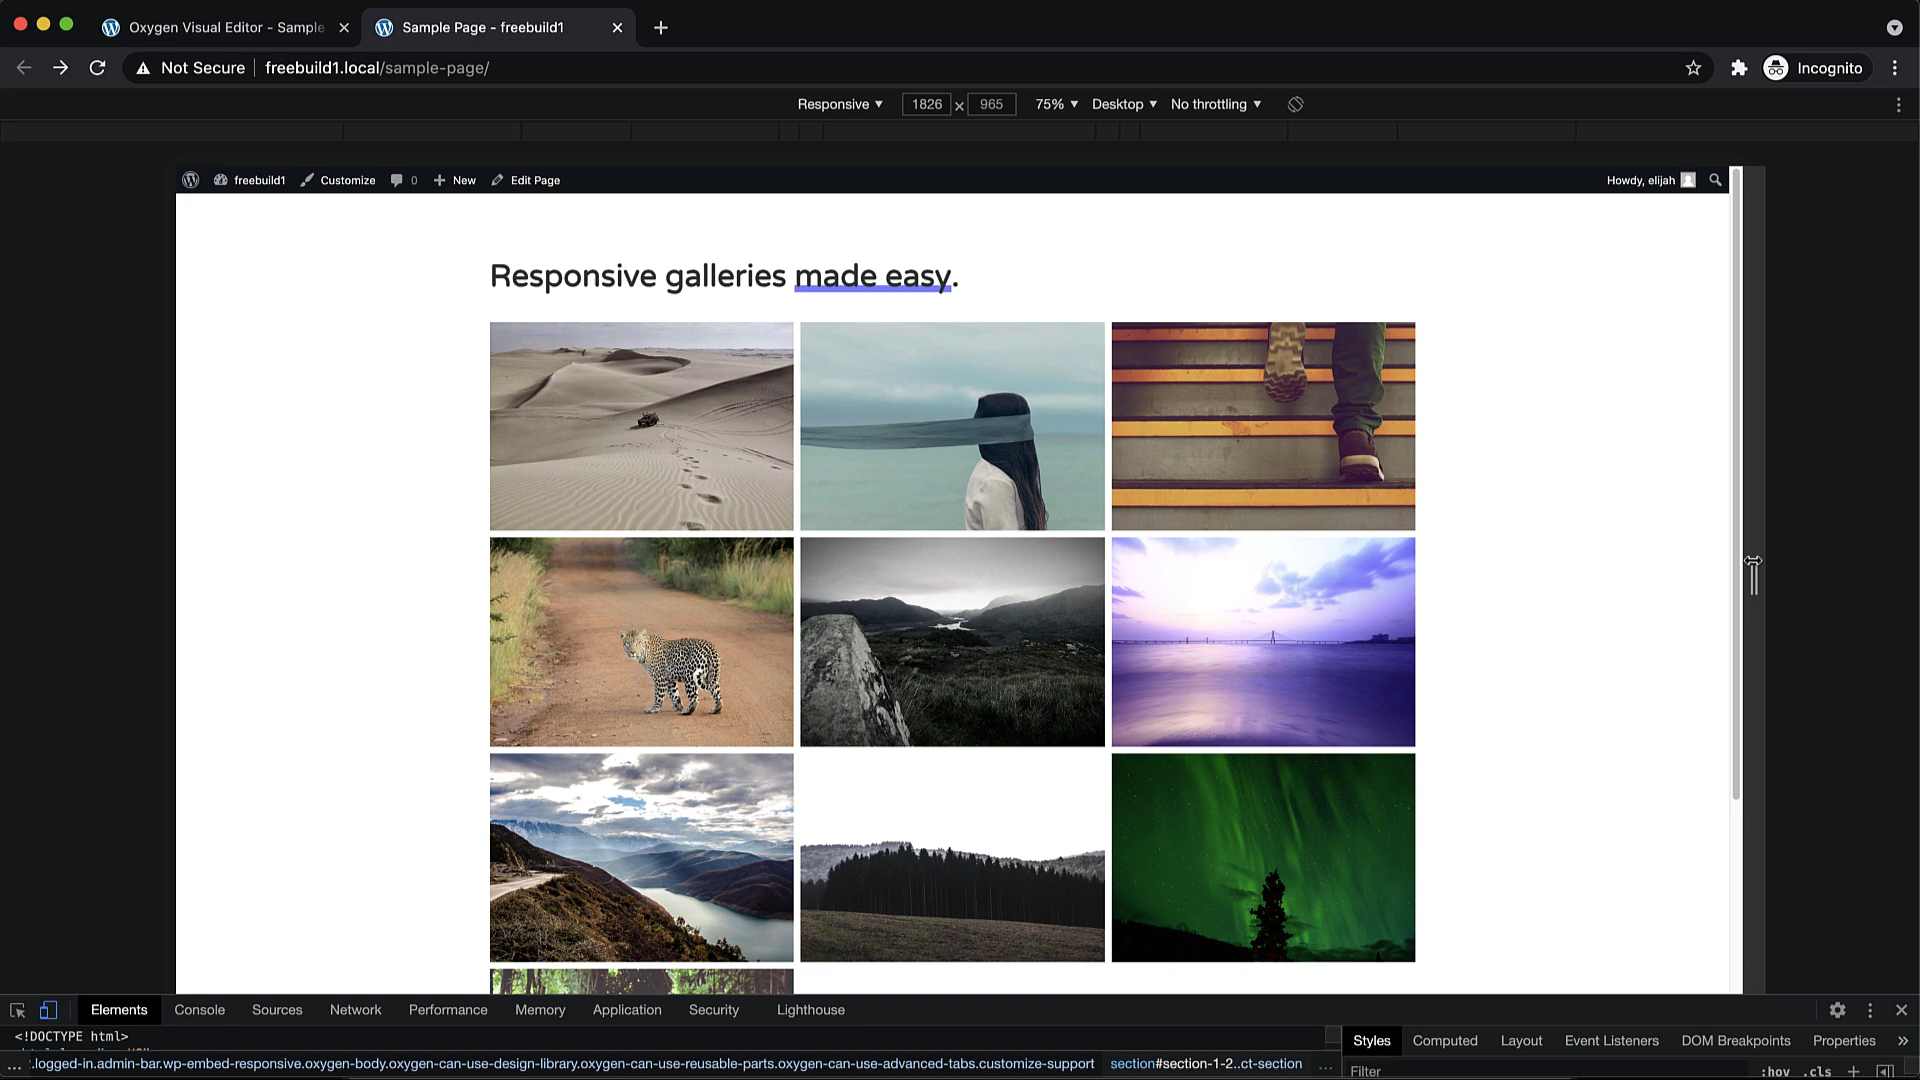 Oxygen Visual Editor - Sample
Sample Page - freebuild1
Not Secure
freebuild1.local/sample-page/
Incognito
Responsive ▼
1826 × 965
75% ▼
Desktop ▼
No throttling ▼
freebuild1
Customize
0
New
Edit Page
Howdy, elijah
Responsive galleries made easy.
Elements
Console
Sources
Network
Performance
Memory
Application
Security
Lighthouse
<!DOCTYPE html>
Styles
Computed
Layout
Event Listeners
DOM Breakpoints
Properties
... .logged-in.admin-bar.wp-embed-responsive.oxygen-body.oxygen-can-use-design-library.oxygen-can-use-reusable-parts.oxygen-can-use-advanced-tabs.customize-support
section#section-1-2..ct-section
...
Filter
:hov
.cls